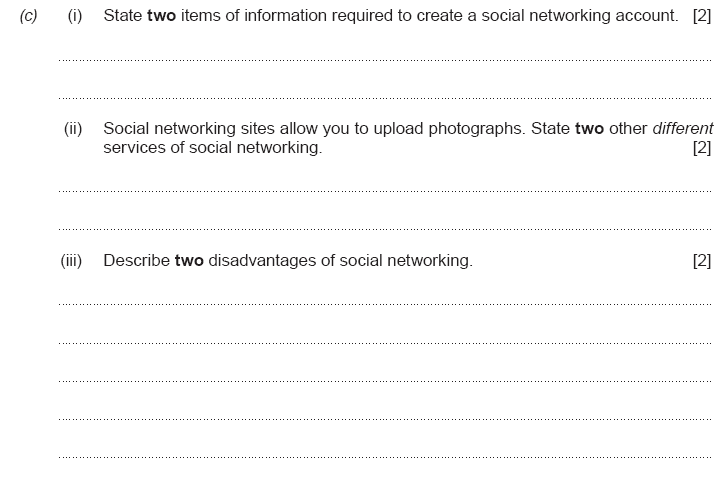 (c) (i) State two items of information required to create a social networking account. [2]
(ii) Social networking sites allow you to upload photographs. State two other different
services of social networking. [2]
(iii) Describe two disadvantages of social networking. [2]